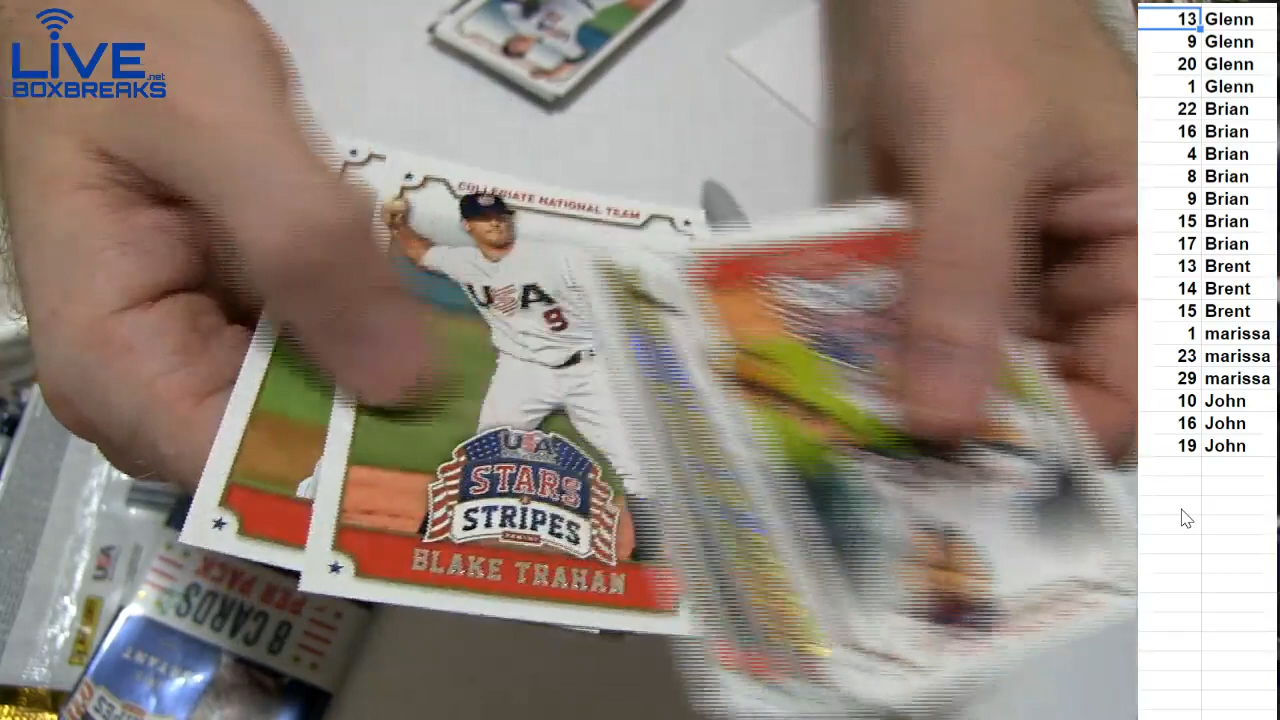 LIVE.net
BOXBREAKS
COLLEGIATE NATIONAL TEAM
USA
9
USA
STARS
STRIPES
PANINI
BLAKE TRAHAN
8 CARDS
PER PACK
USA
13 Glenn
9 Glenn
20 Glenn
1 Glenn
22 Brian
16 Brian
4 Brian
8 Brian
9 Brian
15 Brian
17 Brian
13 Brent
14 Brent
15 Brent
1 marissa
23 marissa
29 marissa
10 John
16 John
19 John